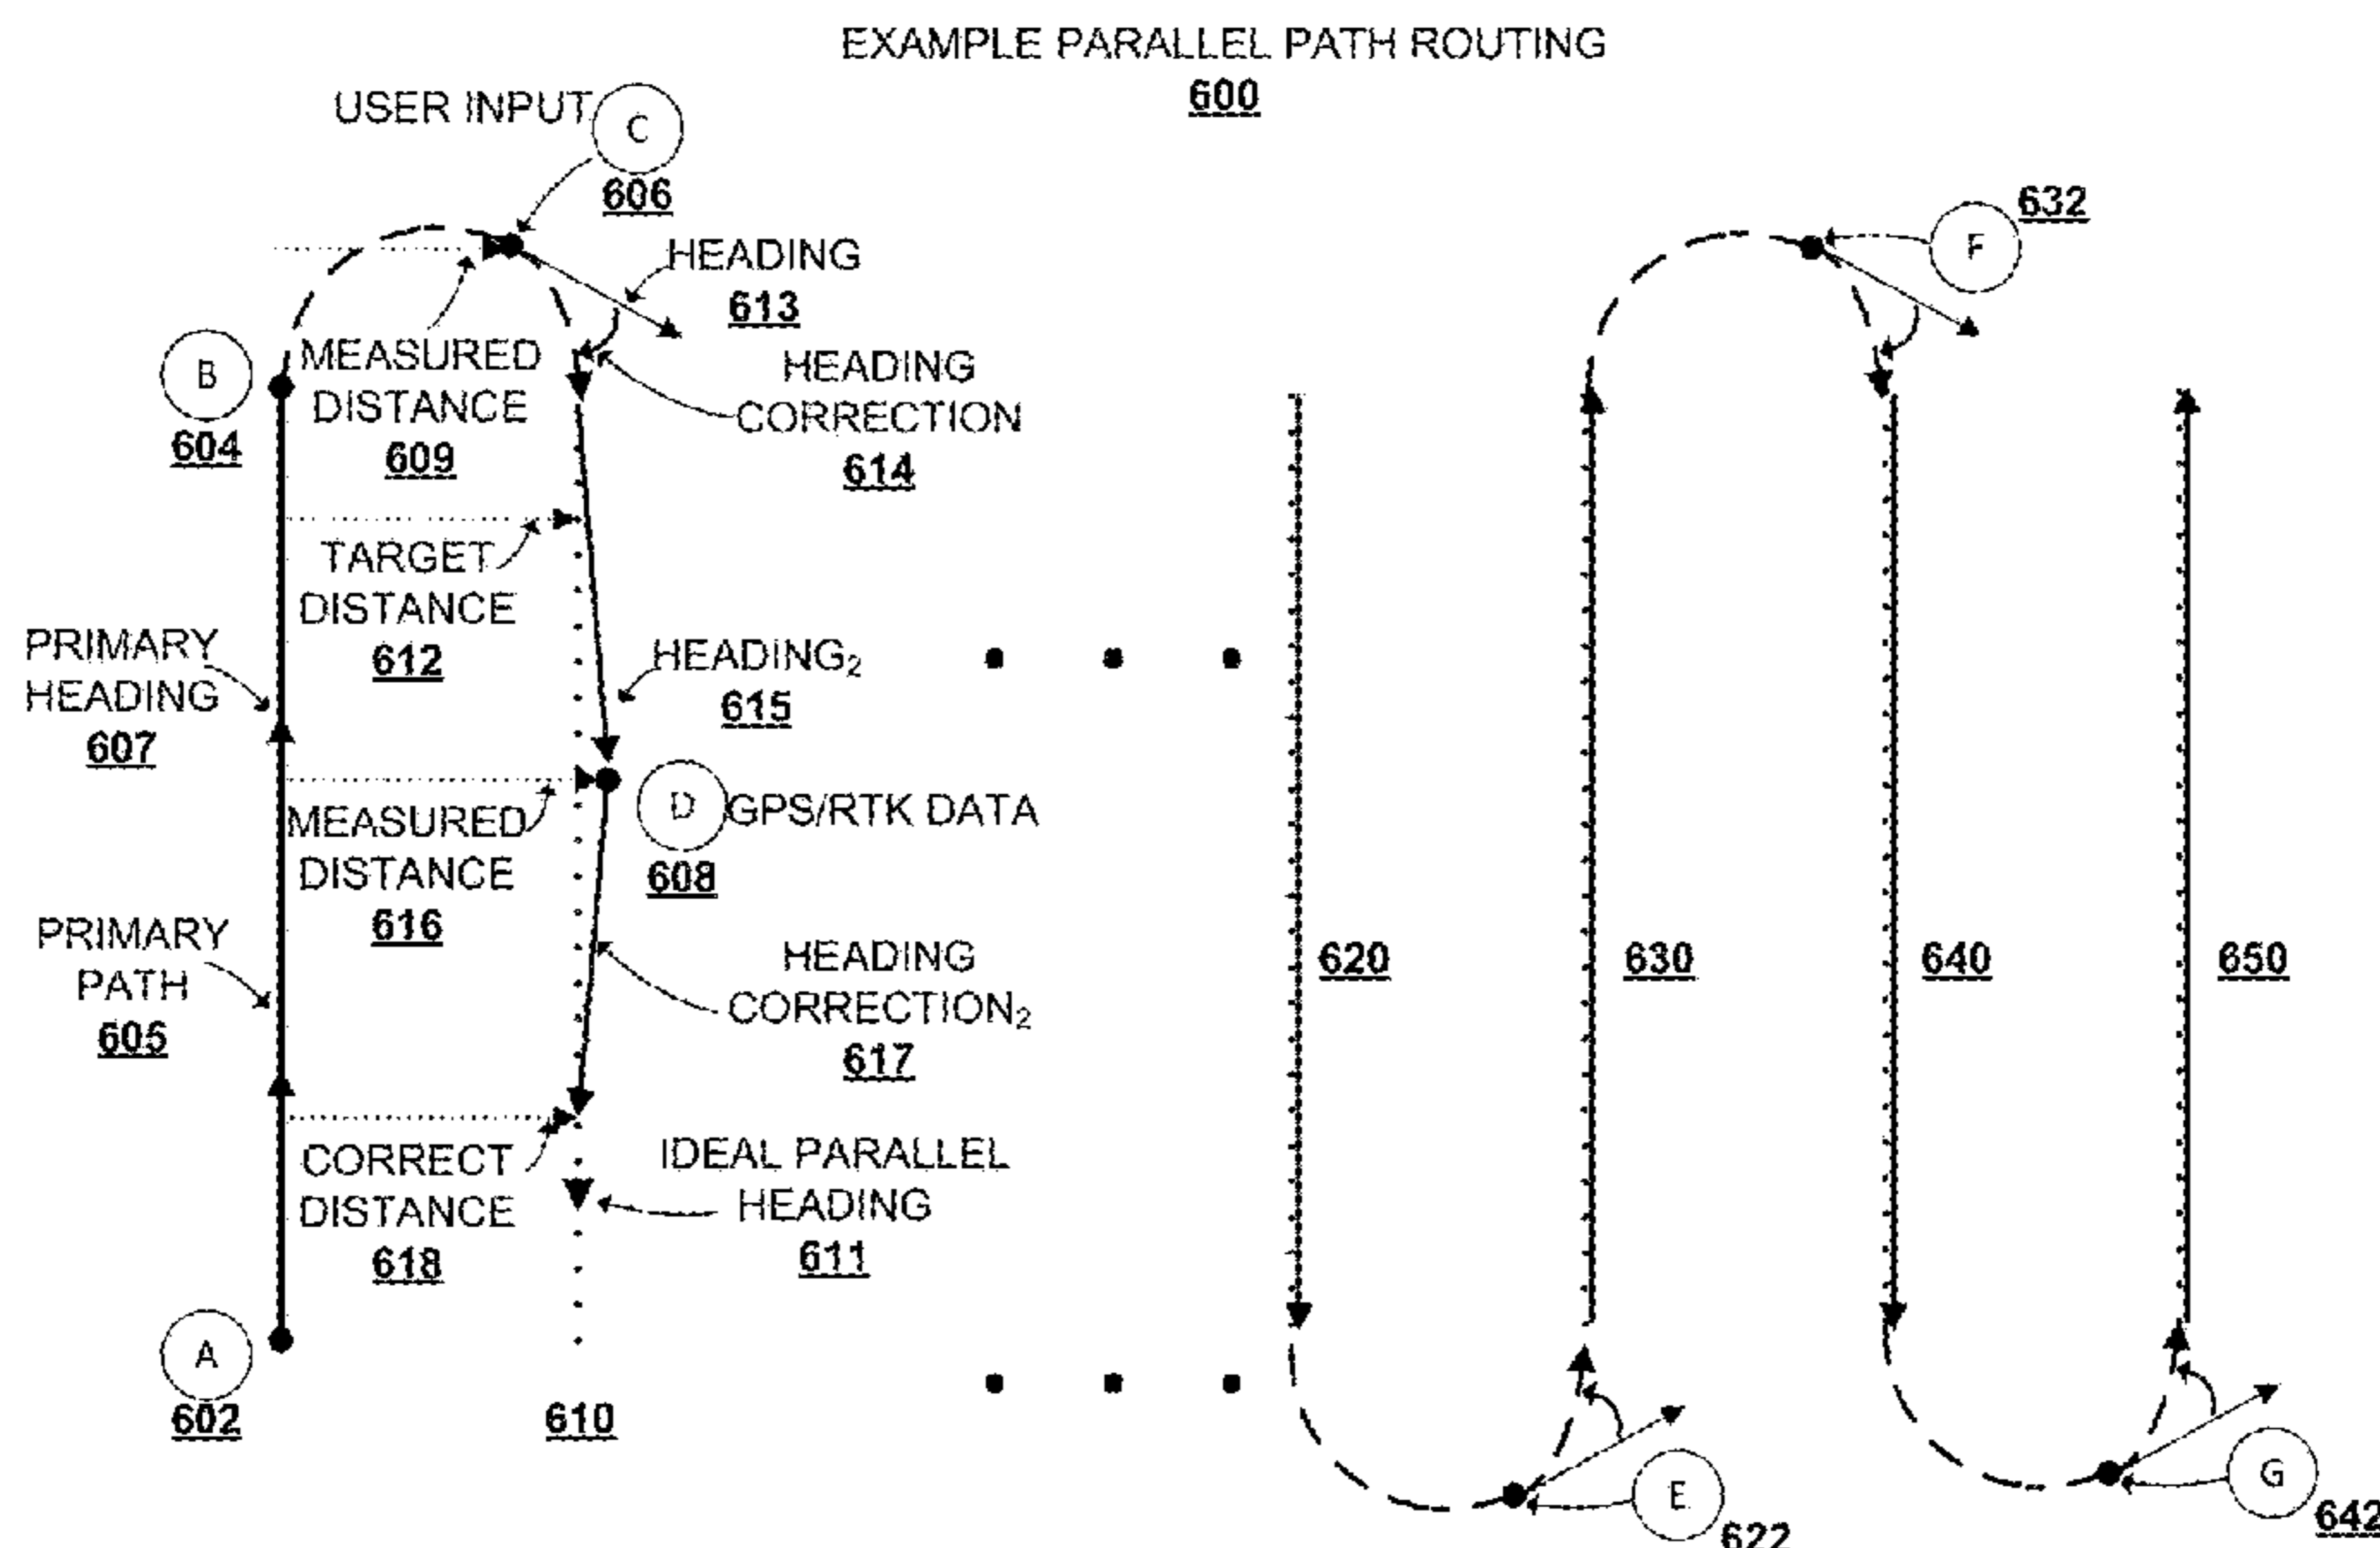 EXAMPLE PARALLEL PATH ROUTING
600
USER INPUT
C
606
632
F
HEADING
613
B
604
MEASURED
DISTANCE
609
HEADING
CORRECTION
614
TARGET
DISTANCE
612
PRIMARY
HEADING
607
HEADING₂
615
MEASURED
DISTANCE
616
D
GPS/RTK DATA
608
PRIMARY
PATH
605
HEADING
CORRECTION₂
617
620
630
640
650
CORRECT
DISTANCE
618
IDEAL PARALLEL
HEADING
611
A
602
610
E
622
G
642